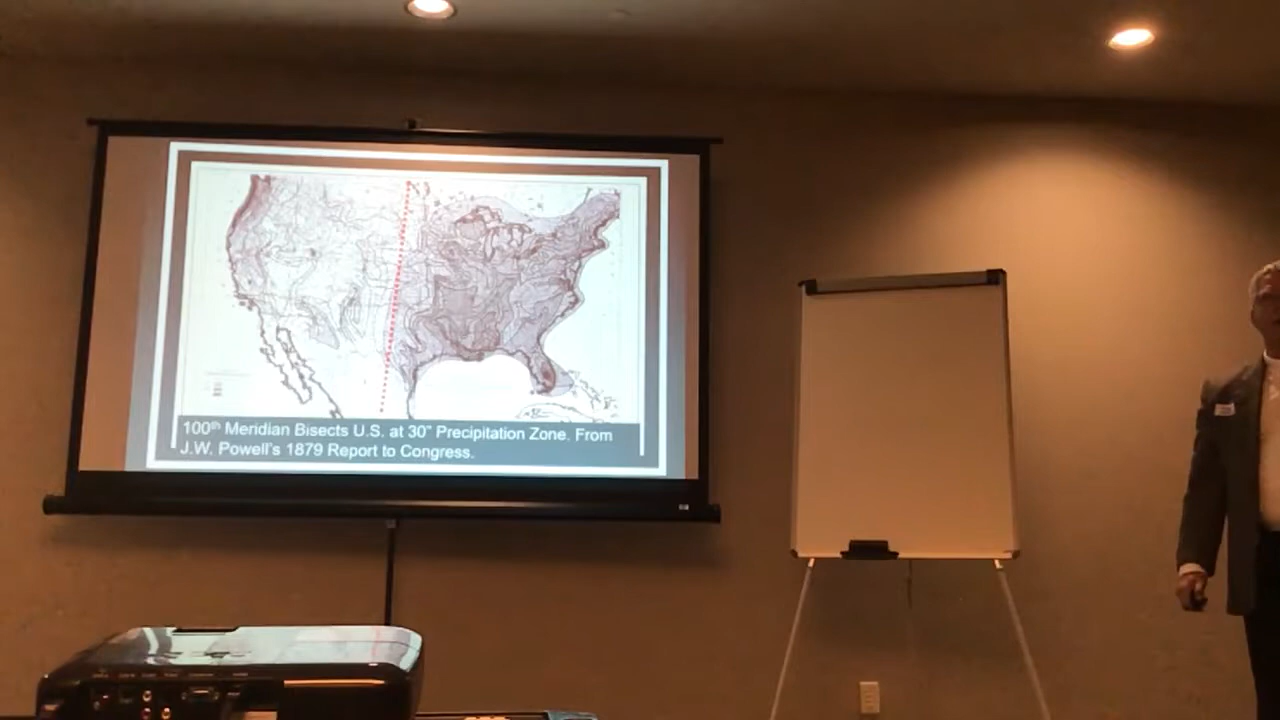 100th Meridian Bisects U.S. at 30" Precipitation Zone. From
J.W. Powell's 1879 Report to Congress.